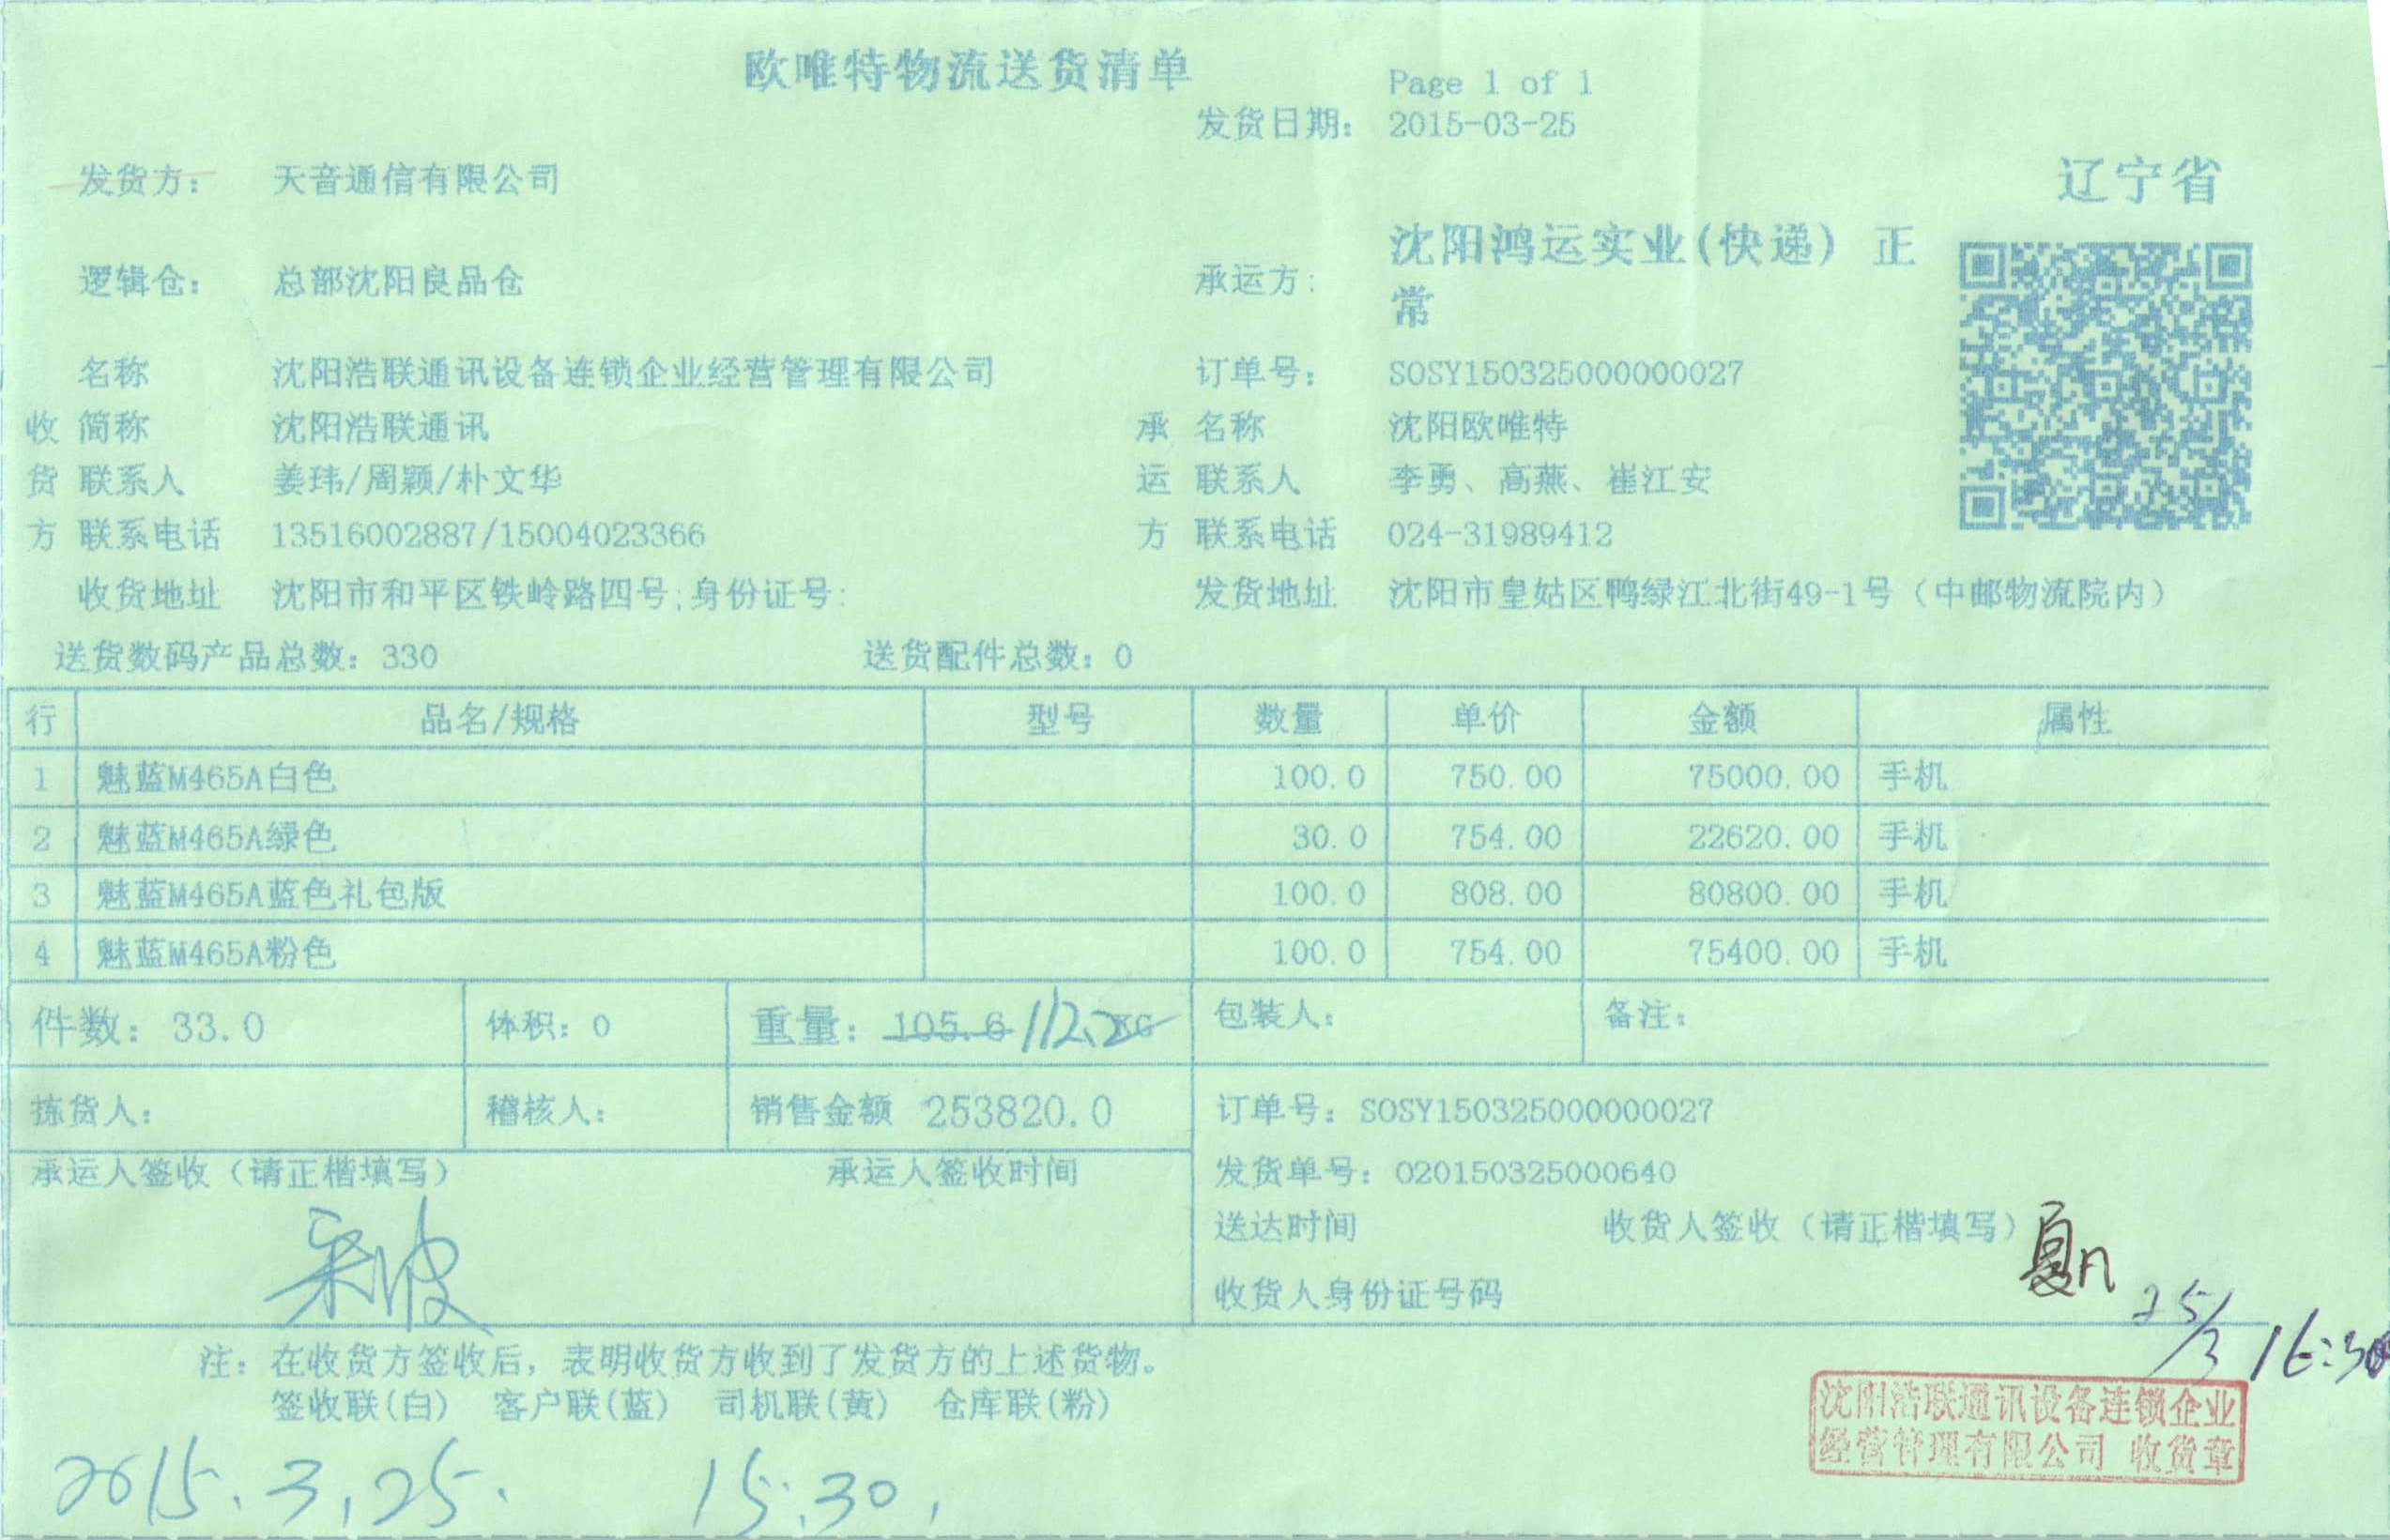 欧唯特物流送货清单
Page 1 of 1
发货日期: 2015-03-25
发货方: 天音通信有限公司
辽宁省
逻辑仓: 总部沈阳良品仓 承运方: 沈阳鸿运实业(快递) 正
常
名称 沈阳浩联通讯设备连锁企业经营管理有限公司 订单号: SOSY150325000000027
收 简称 沈阳浩联通讯 承 名称 沈阳欧唯特
货 联系人 姜玮/周颖/朴文华 运 联系人 李勇、高燕、崔江安
方 联系电话 13516002887/15004023366 方 联系电话 024-31989412
收货地址 沈阳市和平区铁岭路四号;身份证号: 发货地址 沈阳市皇姑区鸭绿江北街49-1号（中邮物流院内）
送货数码产品总数: 330 送货配件总数: 0
行 品名/规格 型号 数量 单价 金额 属性
1 魅蓝M465A白色 100.0 750.00 75000.00 手机
2 魅蓝M465A绿色 30.0 754.00 22620.00 手机
3 魅蓝M465A蓝色礼包版 100.0 808.00 80800.00 手机
4 魅蓝M465A粉色 100.0 754.00 75400.00 手机
件数: 33.0 体积: 0 重量: 105.6 112.2 KG 包装人: 备注:
拣货人: 稽核人: 销售金额 253820.0 订单号: SOSY150325000000027
承运人签收（请正楷填写） 承运人签收时间 发货单号: 020150325000640
送达时间 收货人签收（请正楷填写）
收货人身份证号码
25/3 16:30
注: 在收货方签收后，表明收货方收到了发货方的上述货物。
签收联(白) 客户联(蓝) 司机联(黄) 仓库联(粉)
沈阳浩联通讯设备连锁企业
经营管理有限公司 收货章
2015.3.25. 15:30.